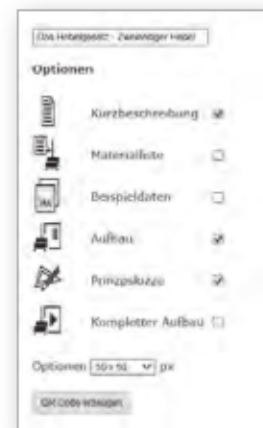 Das Hebelgesetz - Zweiseitiger Hebel
Optionen
Kurzbeschreibung
Materialliste
Beispieldaten
Aufbau
Prinzipskizze
Kompletter Aufbau
Optionen 50 x 50 px
QR Code erzeugen